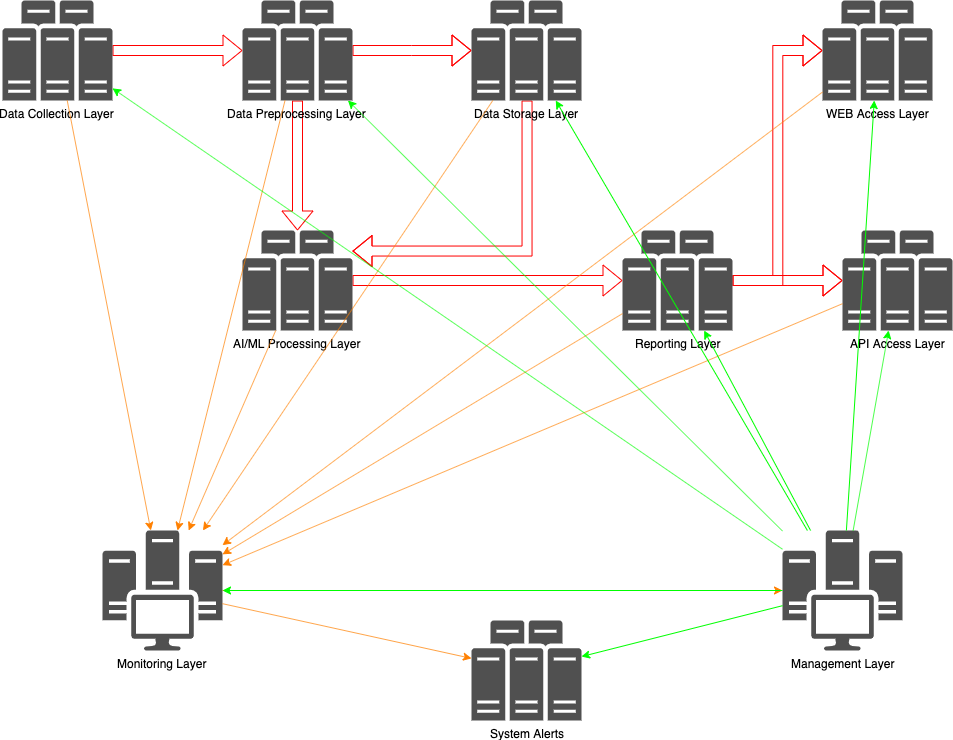 Data Collection Layer
Data Preprocessing Layer
Data Storage Layer
WEB Access Layer
AI/ML Processing Layer
Reporting Layer
API Access Layer
Monitoring Layer
Management Layer
System Alerts